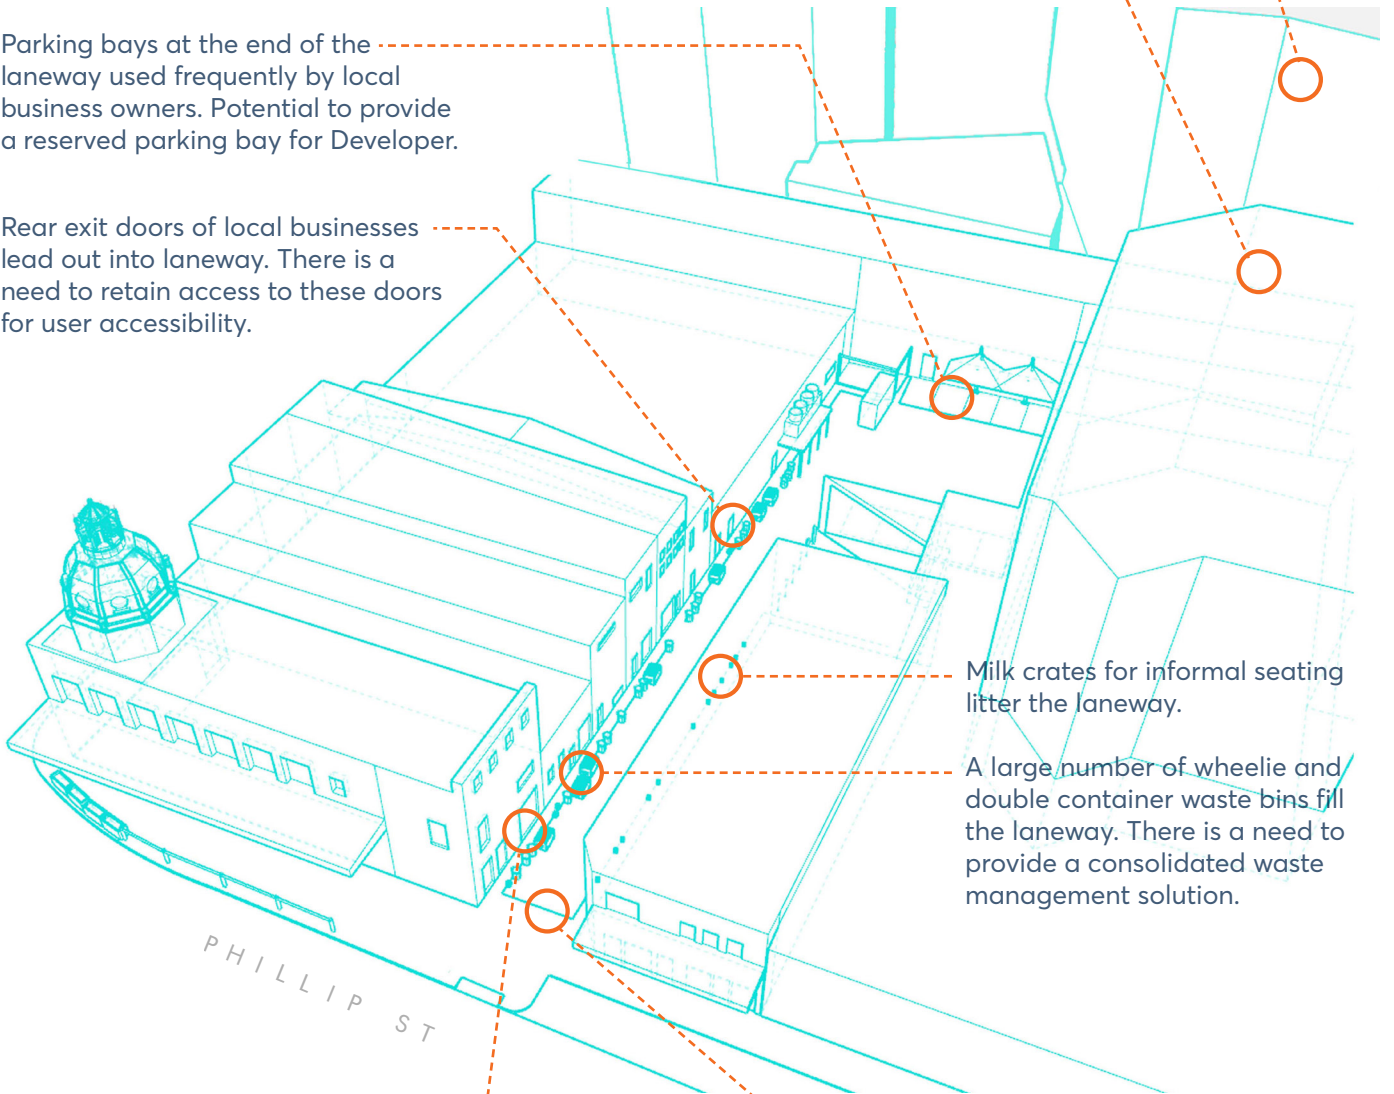 Parking bays at the end of the
laneway used frequently by local
business owners. Potential to provide
a reserved parking bay for Developer.
Rear exit doors of local businesses
lead out into laneway. There is a
need to retain access to these doors
for user accessibility.
Milk crates for informal seating
litter the laneway.
A large number of wheelie and
double container waste bins fill
the laneway. There is a need to
provide a consolidated waste
management solution.
PHILLIP ST